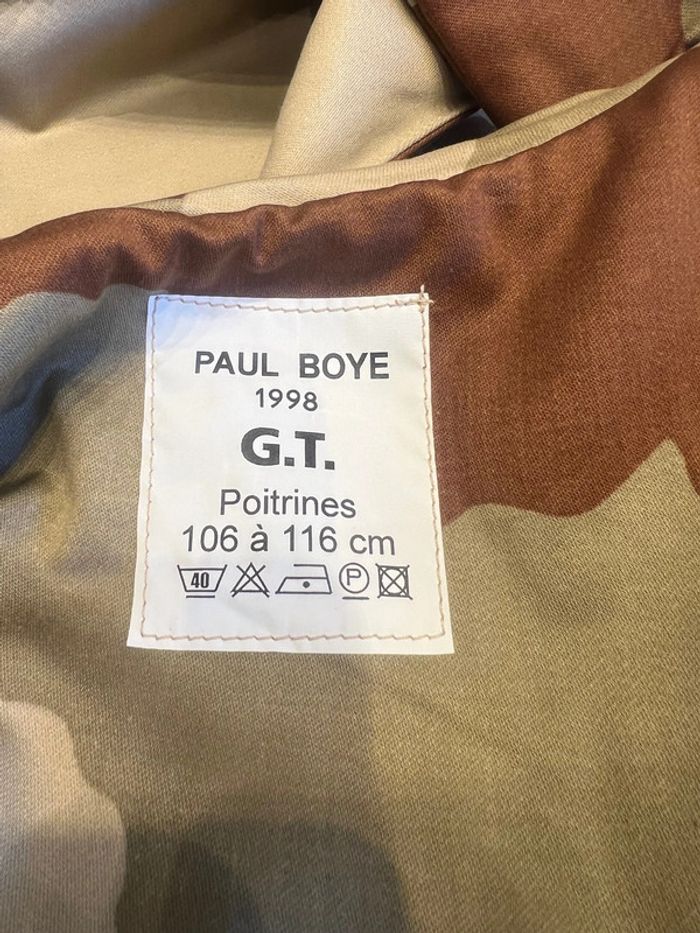 PAUL BOYE
1998
G.T.
Poitrines
106 à 116 cm
40 P